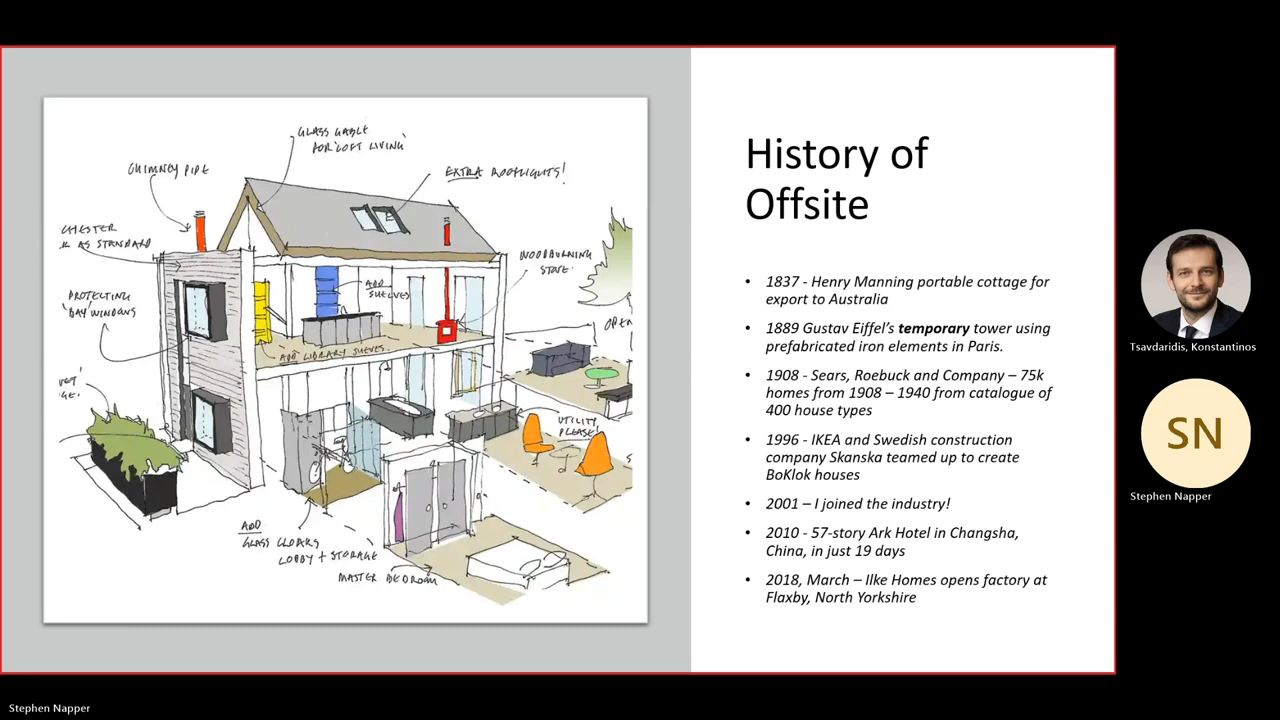 GLASS GABLE
FOR 'LOFT LIVING'
CHIMNEY PIPE
EXTRA ROOFLIGHTS!
CHESTER
AS STANDARD
WOODBURNING
STOVE
ADD
SHELVES
'BAY' WINDOWS
OPEN
ADD LIBRARY SHELVES.
UTILITY
PLEASE!
ADD
GLASS
LOBBY + STORAGE
MASTER BEDROOM
History of
Offsite
• 1837 - Henry Manning portable cottage for
export to Australia
• 1889 Gustav Eiffel's temporary tower using
prefabricated iron elements in Paris.
• 1908 - Sears, Roebuck and Company – 75k
homes from 1908 – 1940 from catalogue of
400 house types
• 1996 - IKEA and Swedish construction
company Skanska teamed up to create
BoKlok houses
• 2001 – I joined the industry!
• 2010 - 57-story Ark Hotel in Changsha,
China, in just 19 days
• 2018, March – Ilke Homes opens factory at
Flaxby, North Yorkshire
Tsavdaridis, Konstantinos
SN
Stephen Napper
Stephen Napper